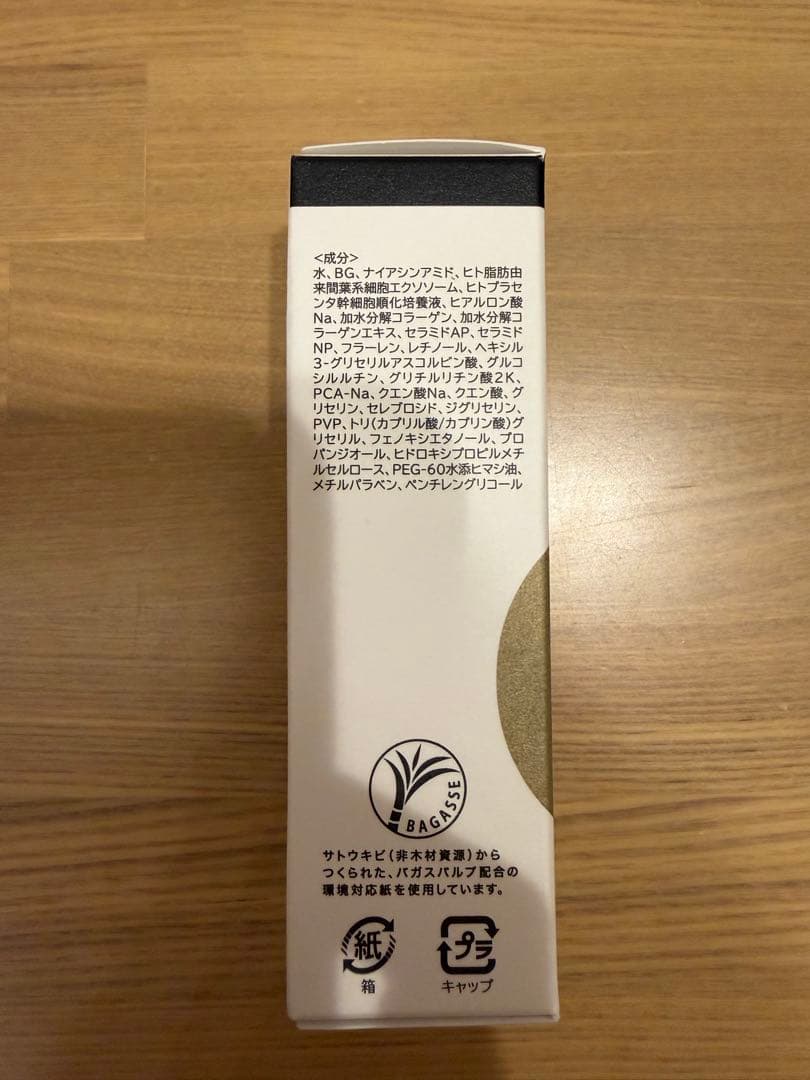 <成分>
水、BG、ナイアシンアミド、ヒト脂肪由
来間葉系細胞エクソソーム、ヒトプラセ
ンタ幹細胞順化培養液、ヒアルロン酸
Na、加水分解コラーゲン、加水分解コ
ラーゲンエキス、セラミドAP、セラミド
NP、フラーレン、レチノール、ヘキシル
3-グリセリルアスコルビン酸、グルコ
シルルチン、グリチルリチン酸2K、
PCA-Na、クエン酸Na、クエン酸、グ
リセリン、セレブロシド、ジグリセリン、
PVP、トリ(カプリル酸/カプリン酸)グ
リセリル、フェノキシエタノール、プロ
パンジオール、ヒドロキシプロピルメチ
ルセルロース、PEG-60水添ヒマシ油、
メチルパラベン、ペンチレングリコール
BAGASSE
サトウキビ(非木材資源)から
つくられた、バガスパルプ配合の
環境対応紙を使用しています。
紙 プラ
箱 キャップ